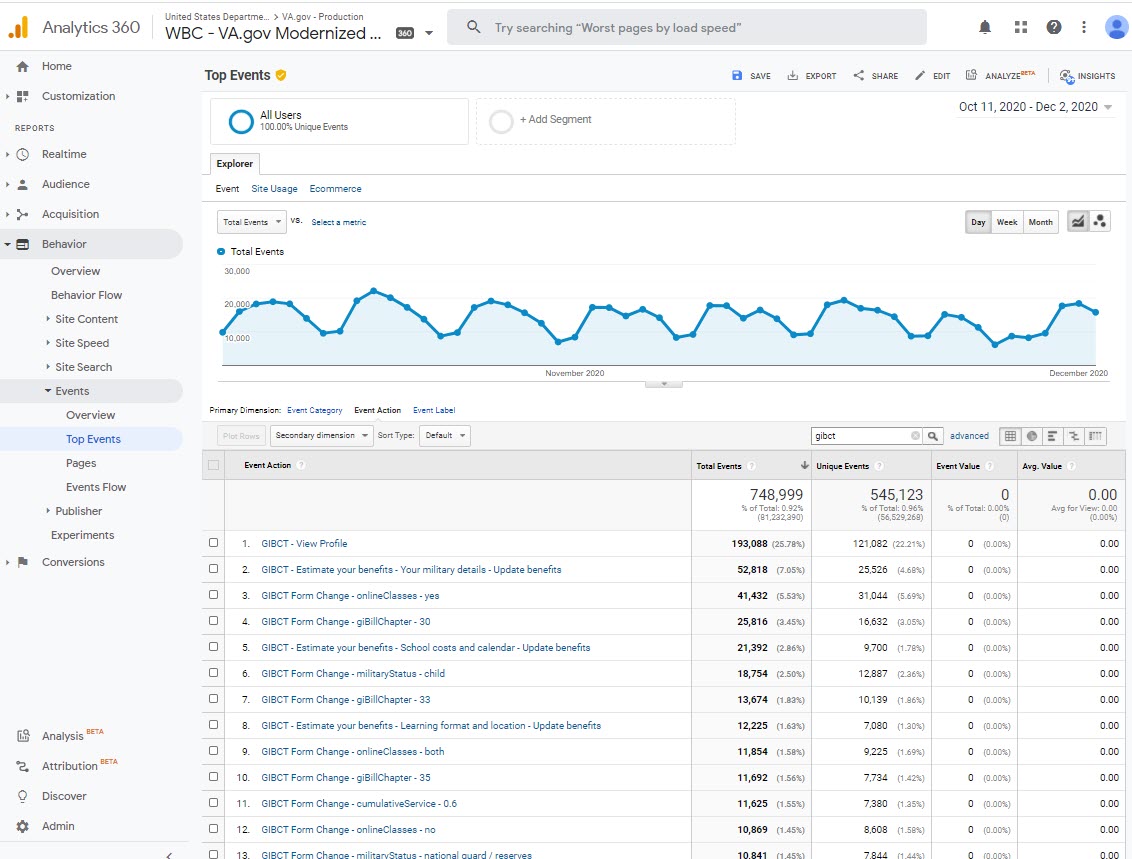 Analytics 360
United States Departme... > VA.gov - Production
WBC - VA.gov Modernized ... 360
Try searching “Worst pages by load speed”
Home
Customization
REPORTS
Realtime
Audience
Acquisition
Behavior
Overview
Behavior Flow
Site Content
Site Speed
Site Search
Events
Overview
Top Events
Pages
Events Flow
Publisher
Experiments
Conversions
Analysis BETA
Attribution BETA
Discover
Admin
Top Events
SAVE EXPORT SHARE EDIT ANALYZE BETA INSIGHTS
All Users
100.00% Unique Events
+ Add Segment
Oct 11, 2020 - Dec 2, 2020
Explorer
Event Site Usage Ecommerce
Total Events VS. Select a metric
Day Week Month
Total Events
30,000
20,000
10,000
November 2020 December 2020
Primary Dimension: Event Category Event Action Event Label
Plot Rows Secondary dimension Sort Type: Default gibct advanced
Event Action Total Events Unique Events Event Value Avg. Value
748,999 545,123 0 0.00
% of Total: 0.92% % of Total: 0.96% % of Total: 0.00% Avg for View: 0.00
(81,232,390) (56,529,268) (0) (0.00%)
1. GIBCT - View Profile 193,088 (25.78%) 121,082 (22.21%) 0 (0.00%) 0.00
2. GIBCT - Estimate your benefits - Your military details - Update benefits 52,818 (7.05%) 25,526 (4.68%) 0 (0.00%) 0.00
3. GIBCT Form Change - onlineClasses - yes 41,432 (5.53%) 31,044 (5.69%) 0 (0.00%) 0.00
4. GIBCT Form Change - giBillChapter - 30 25,816 (3.45%) 16,632 (3.05%) 0 (0.00%) 0.00
5. GIBCT - Estimate your benefits - School costs and calendar - Update benefits 21,392 (2.86%) 9,700 (1.78%) 0 (0.00%) 0.00
6. GIBCT Form Change - militaryStatus - child 18,754 (2.50%) 12,887 (2.36%) 0 (0.00%) 0.00
7. GIBCT Form Change - giBillChapter - 33 13,674 (1.83%) 10,139 (1.86%) 0 (0.00%) 0.00
8. GIBCT - Estimate your benefits - Learning format and location - Update benefits 12,225 (1.63%) 7,080 (1.30%) 0 (0.00%) 0.00
9. GIBCT Form Change - onlineClasses - both 11,854 (1.58%) 9,225 (1.69%) 0 (0.00%) 0.00
10. GIBCT Form Change - giBillChapter - 35 11,692 (1.56%) 7,734 (1.42%) 0 (0.00%) 0.00
11. GIBCT Form Change - cumulativeService - 0.6 11,625 (1.55%) 7,380 (1.35%) 0 (0.00%) 0.00
12. GIBCT Form Change - onlineClasses - no 10,869 (1.45%) 8,608 (1.58%) 0 (0.00%) 0.00
13. GIBCT Form Change - militaryStatus - national guard / reserves 10,841 (1.45%) 7,844 (1.44%) 0 (0.00%) 0.00